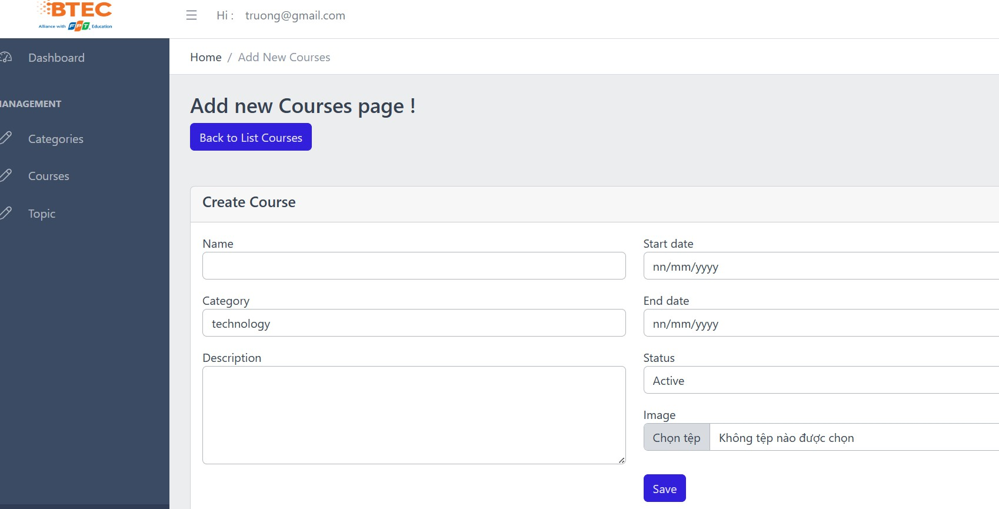 BTEC
Alliance with FPT Education
Hi : truong@gmail.com
Dashboard
Home / Add New Courses
ANAGEMENT
Add new Courses page !
Categories
Back to List Courses
Courses
Topic
Create Course
Name
Start date
nn/mm/yyyy
Category
technology
End date
nn/mm/yyyy
Description
Status
Active
Image
Chọn tệp Không tệp nào được chọn
Save